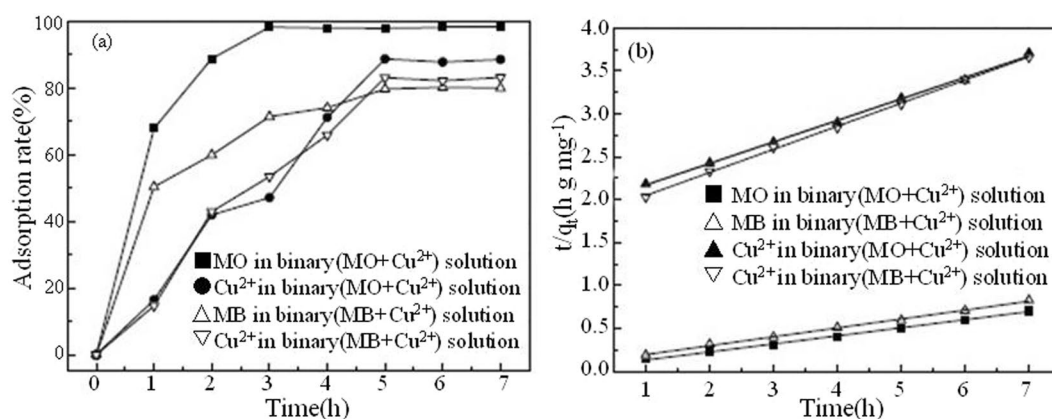 (a)
Adsorption rate(%)
100
80
60
40
20
0
MO in binary(MO+Cu²⁺) solution
Cu²⁺ in binary(MO+Cu²⁺) solution
MB in binary(MB+Cu²⁺) solution
Cu²⁺ in binary(MB+Cu²⁺) solution
0 1 2 3 4 5 6 7
Time(h)
(b)
t/qₜ(h g mg⁻¹)
4.0
3.5
3.0
2.5
2.0
1.5
1.0
0.5
0.0
MO in binary(MO+Cu²⁺) solution
MB in binary(MB+Cu²⁺) solution
Cu²⁺ in binary(MO+Cu²⁺) solution
Cu²⁺ in binary(MB+Cu²⁺) solution
1 2 3 4 5 6 7
Time(h)